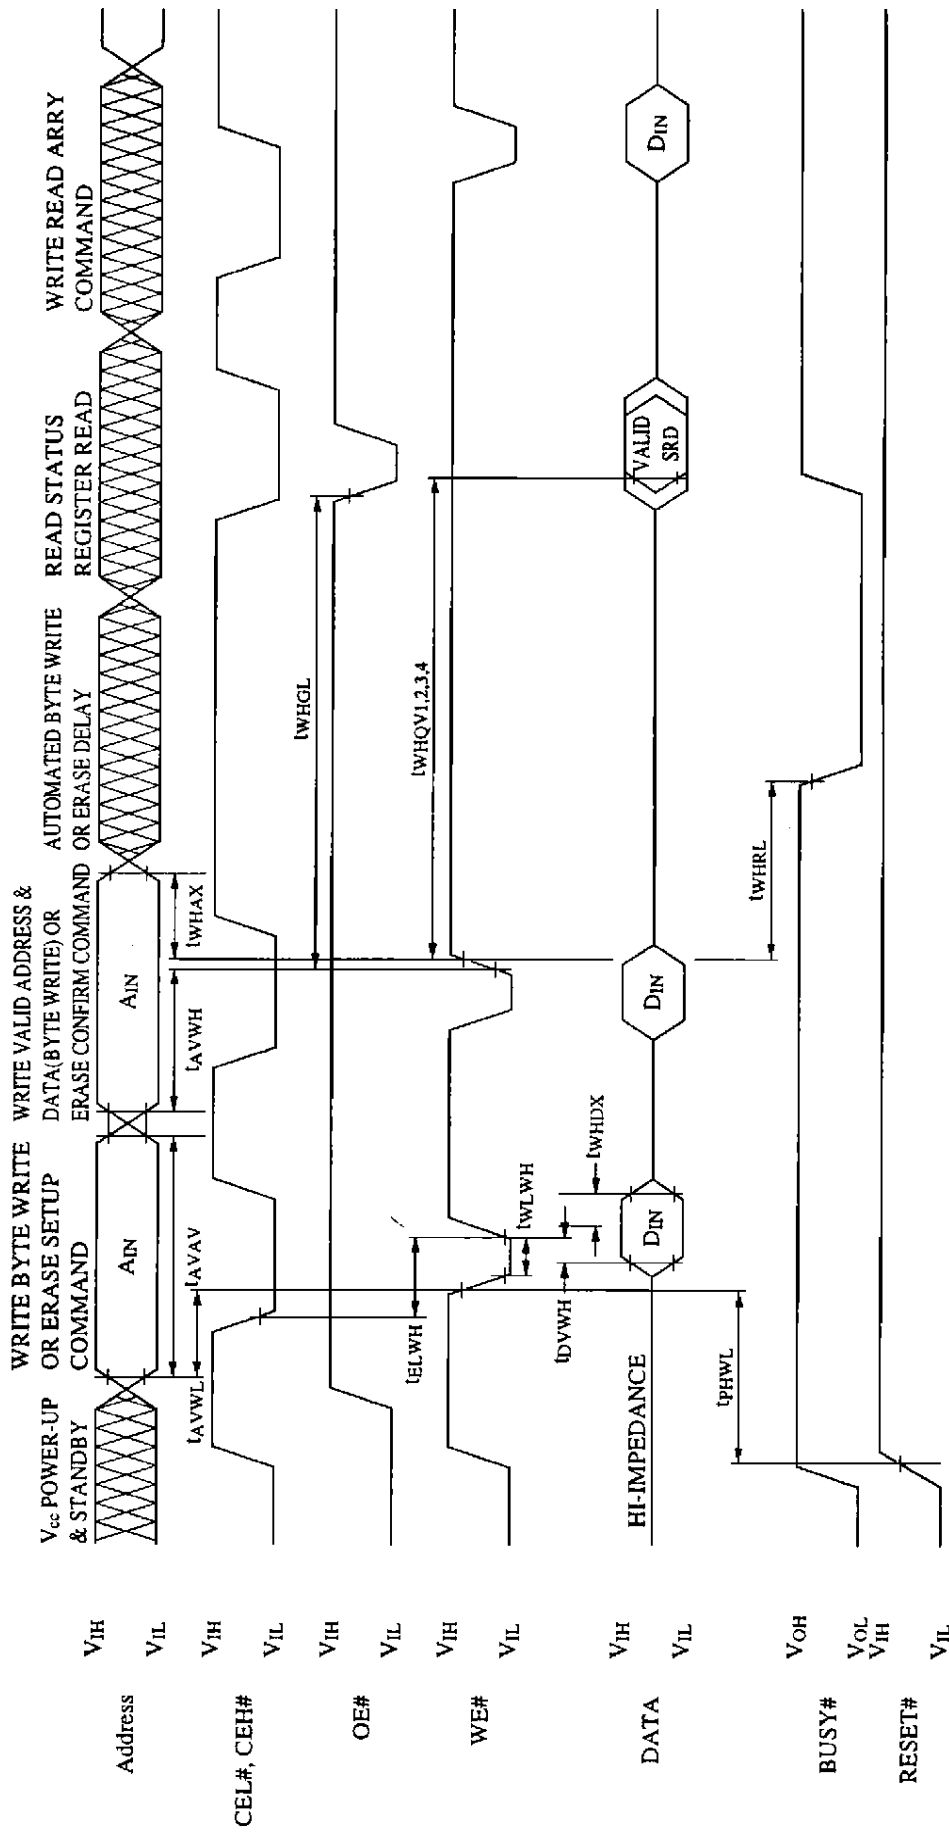 Vcc POWER-UP
& STANDBY
WRITE BYTE WRITE
OR ERASE SETUP
COMMAND
WRITE VALID ADDRESS &
DATA(BYTE WRITE) OR
ERASE CONFIRM COMMAND
AUTOMATED BYTE WRITE
OR ERASE DELAY
READ STATUS
REGISTER READ
WRITE READ ARRY
COMMAND
Address
VIH
VIL
AIN
AIN
tAVWL
tAVAV
tAVWH
tWHAX
CEL#, CEH#
VIH
VIL
OE#
VIH
VIL
tWHGL
WE#
VIH
VIL
tELWH
tWLWH
tWHQV1,2,3,4
DATA
VIH
VIL
HI-IMPEDANCE
tDVWH
tWHDX
DIN
DIN
VALID
SRD
DIN
BUSY#
VOH
VOL
tPHWL
tWHRL
RESET#
VIH
VIL